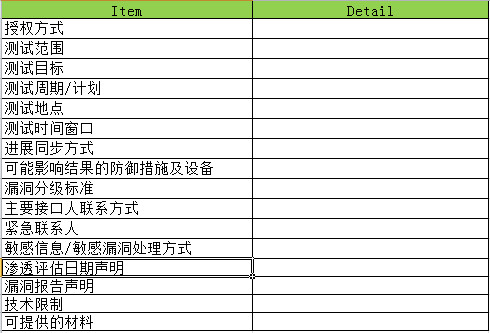 Item Detail
授权方式
测试范围
测试目标
测试周期/计划
测试地点
测试时间窗口
进展同步方式
可能影响结果的防御措施及设备
漏洞分级标准
主要接口人联系方式
紧急联系人
敏感信息/敏感漏洞处理方式
渗透评估日期声明
漏洞报告声明
技术限制
可提供的材料